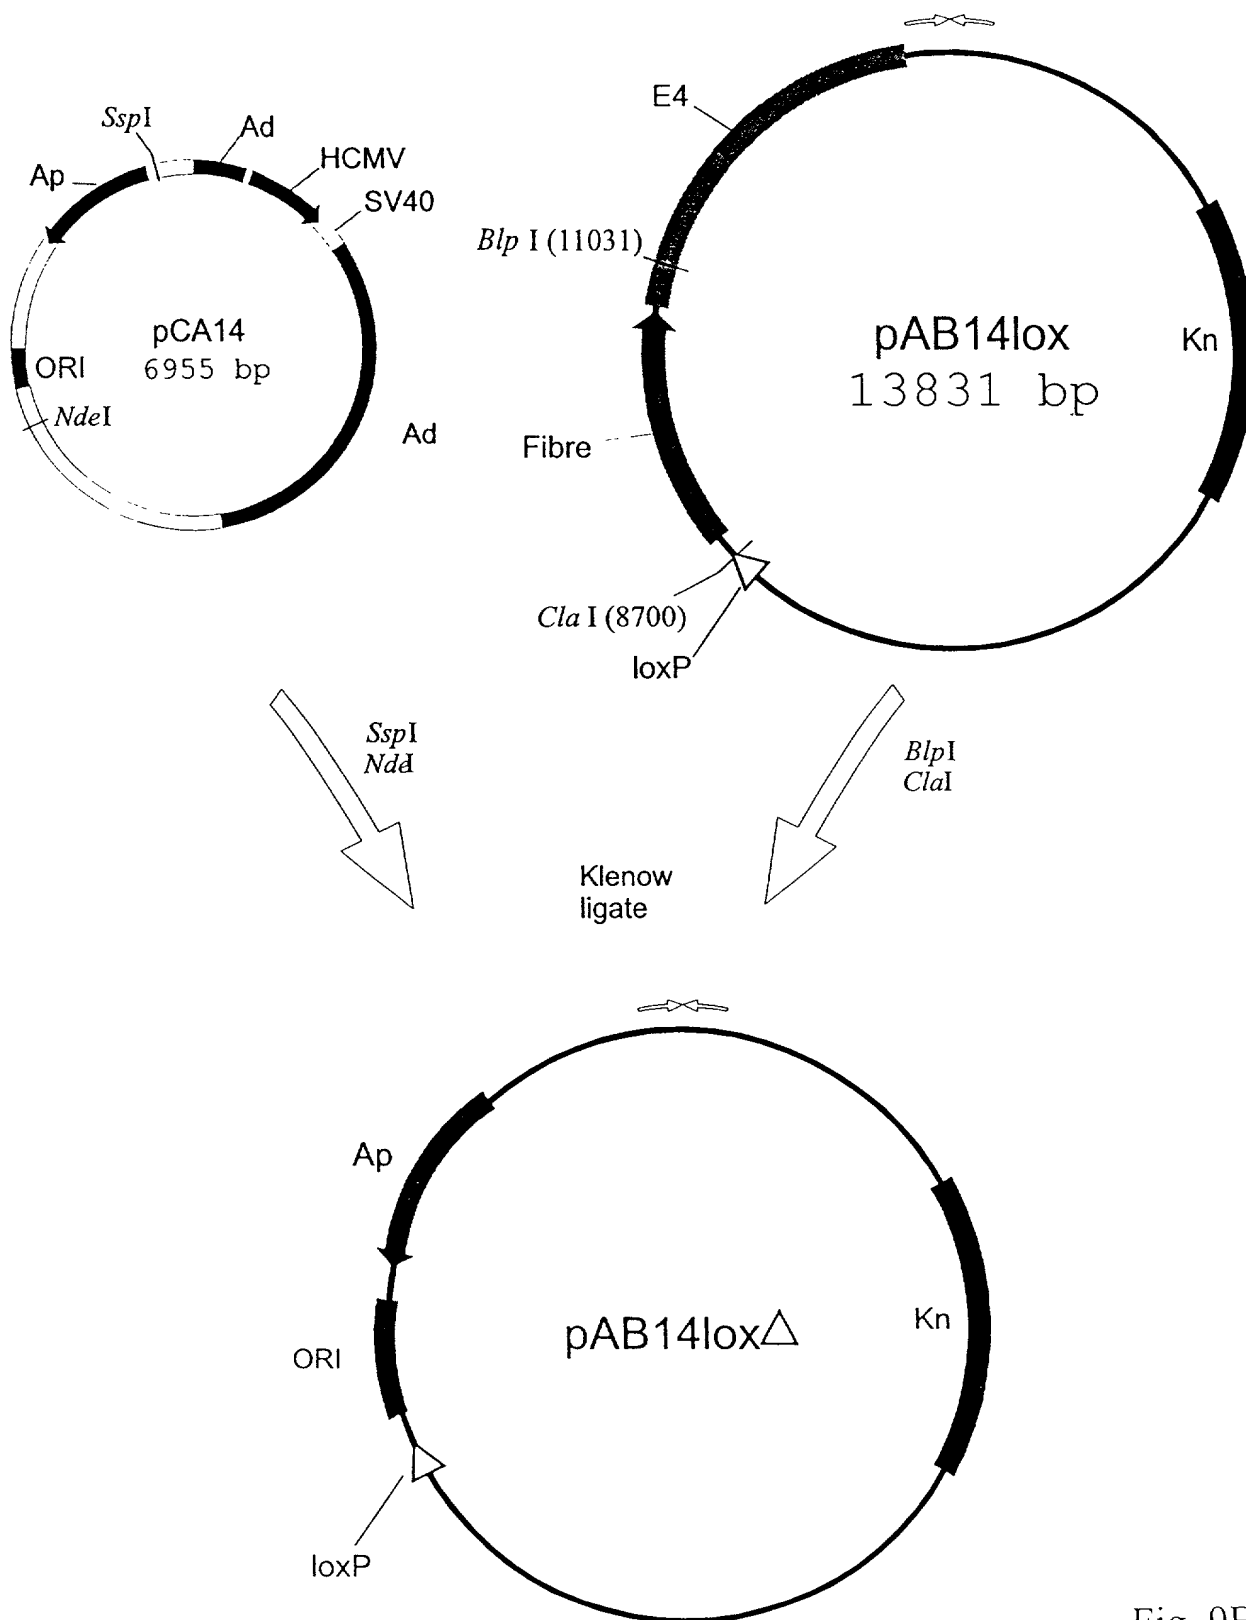 SspI
Ad
HCMV
Ap
SV40
pCA14
6955 bp
ORI
NdeI
Ad
E4
Blp I (11031)
pAB14lox
13831 bp
Kn
Fibre
Cla I (8700)
loxP
SspI
NdeI
BlpI
ClaI
Klenow
ligate
Ap
pAB14lox△
Kn
ORI
loxP